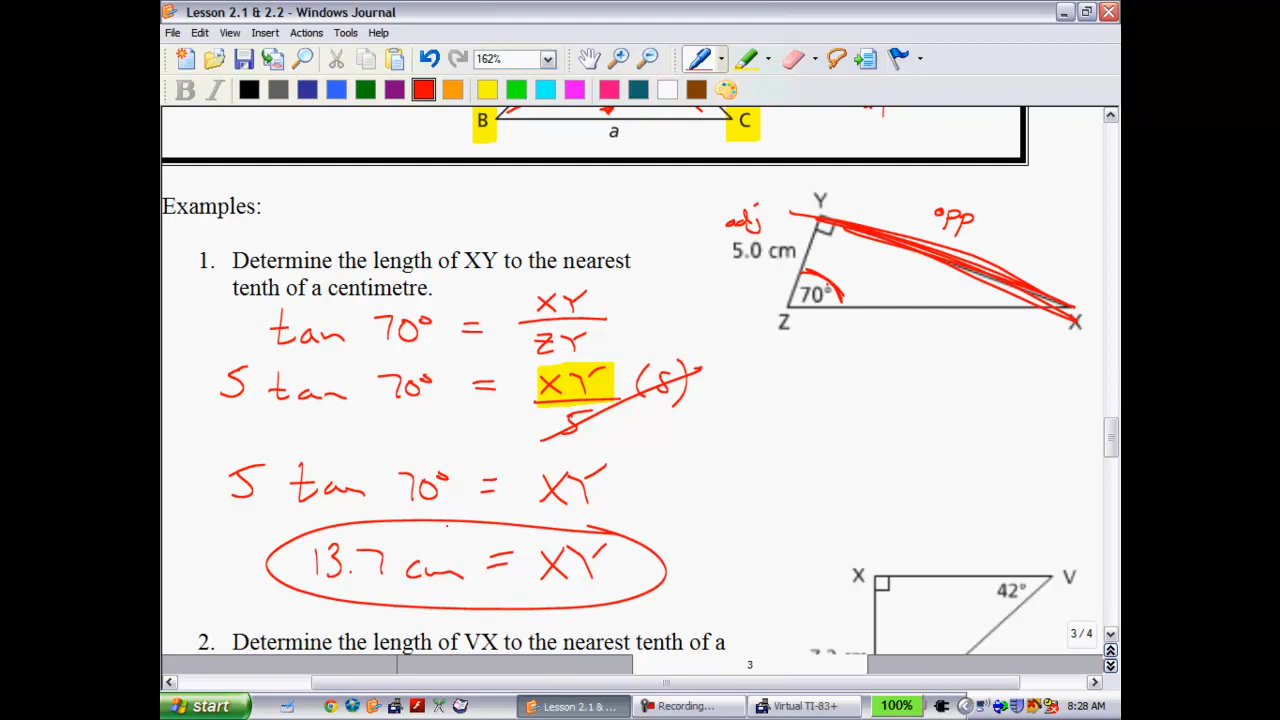 Lesson 2.1 & 2.2 - Windows Journal
File Edit View Insert Actions Tools Help
162%
B I
B C
a
Examples:
1. Determine the length of XY to the nearest
tenth of a centimetre.
tan 70° = XY
ZY
5 tan 70° = XY (5)
5
5 tan 70° = XY
13.7 cm = XY
Y
adj
opp
5.0 cm
70°
Z
X
X V
42°
2. Determine the length of VX to the nearest tenth of a
3 / 4
3
start
Lesson 2.1 & ...
Recording...
Virtual TI-83+
100%
8:28 AM